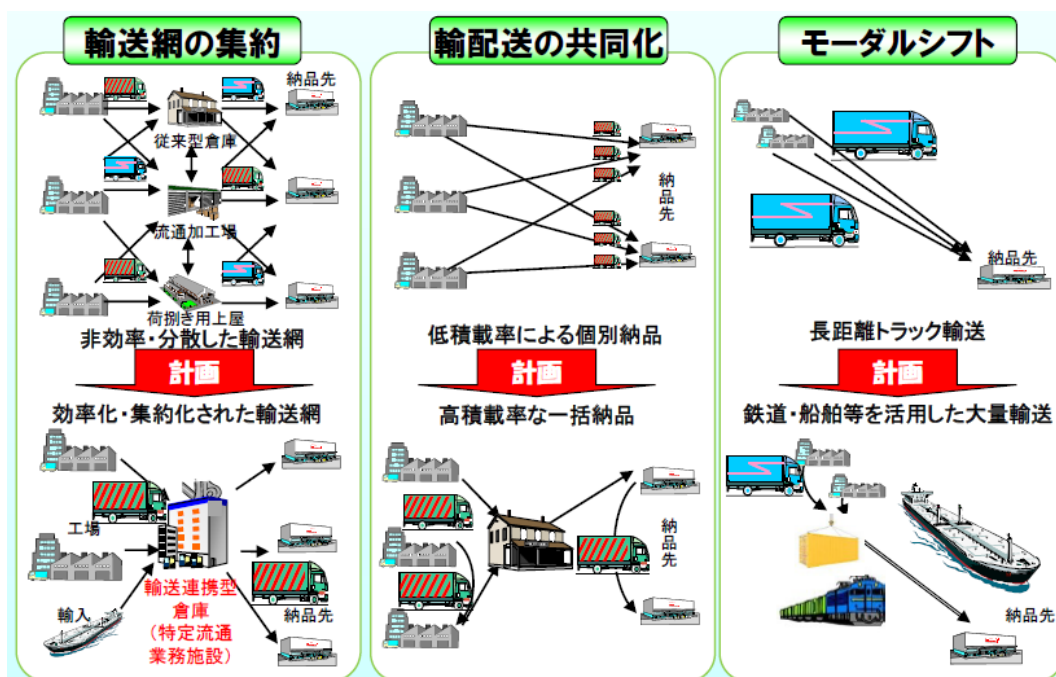 輸送網の集約
納品先
従来型倉庫
流通加工場
荷捌き用上屋
非効率・分散した輸送網
計画
効率化・集約化された輸送網
工場
輸入
輸送連携型
倉庫
（特定流通
業務施設）
納品先
輸配送の共同化
納品先
低積載率による個別納品
計画
高積載率な一括納品
納品先
モーダルシフト
納品先
長距離トラック輸送
計画
鉄道・船舶等を活用した大量輸送
納品先